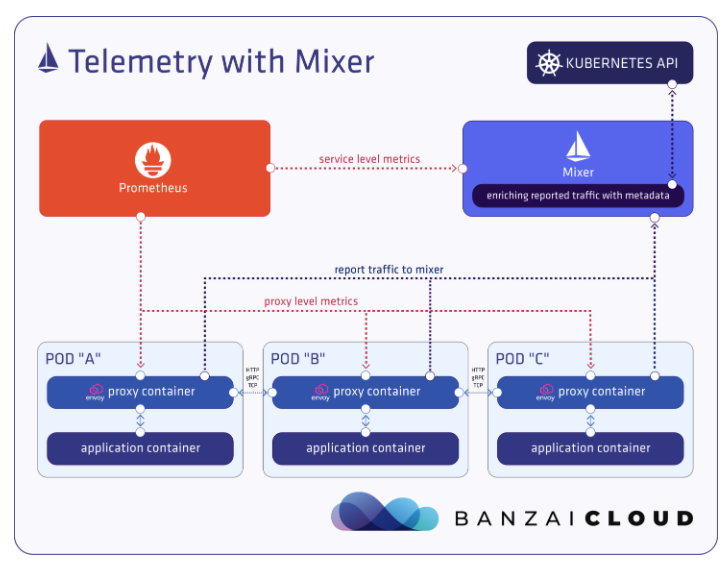 Telemetry with Mixer
KUBERNETES API
Prometheus
service level metrics
Mixer
enriching reported traffic with metadata
report traffic to mixer
proxy level metrics
POD "A"
POD "B"
POD "C"
HTTP
gRPC
TCP
HTTP
gRPC
TCP
envoy proxy container
envoy proxy container
envoy proxy container
application container
application container
application container
BANZAICLOUD